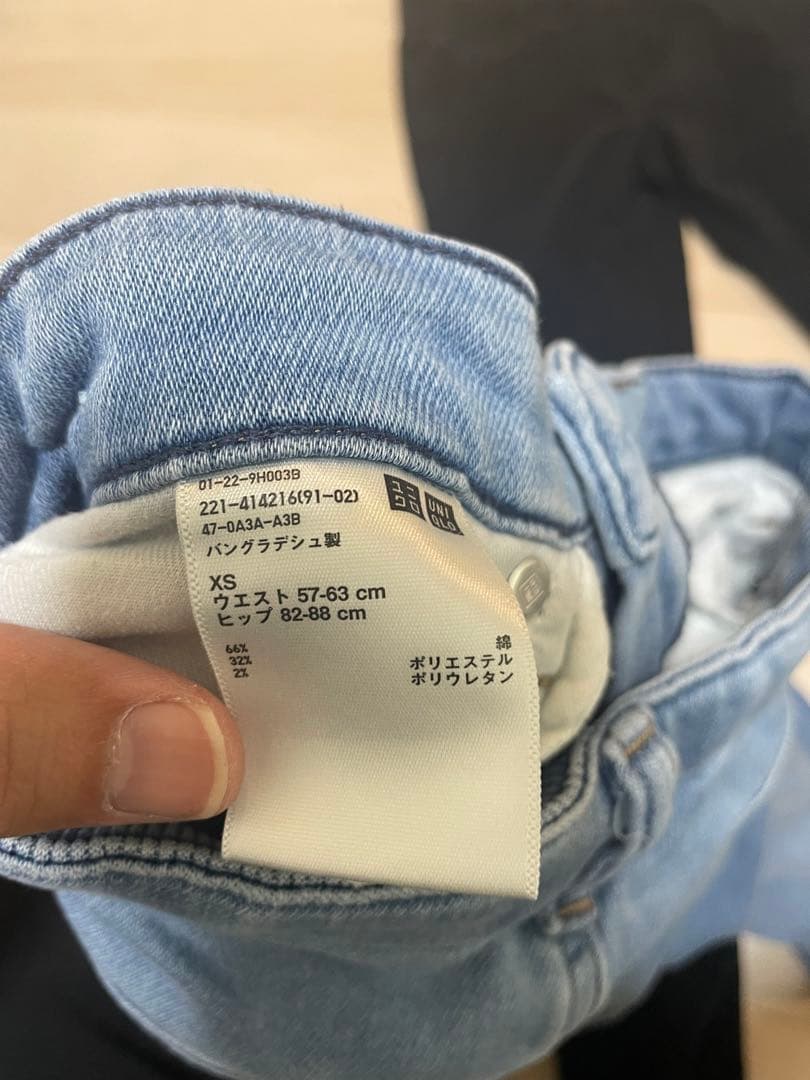 01-22-9H003B
221-414216(91-02)
47-0A3A-A3B
バングラデシュ製
ユニ
クロ
UNI
QLO
XS
ウエスト 57-63 cm
ヒップ 82-88 cm
66% 綿
32% ポリエステル
2% ポリウレタン